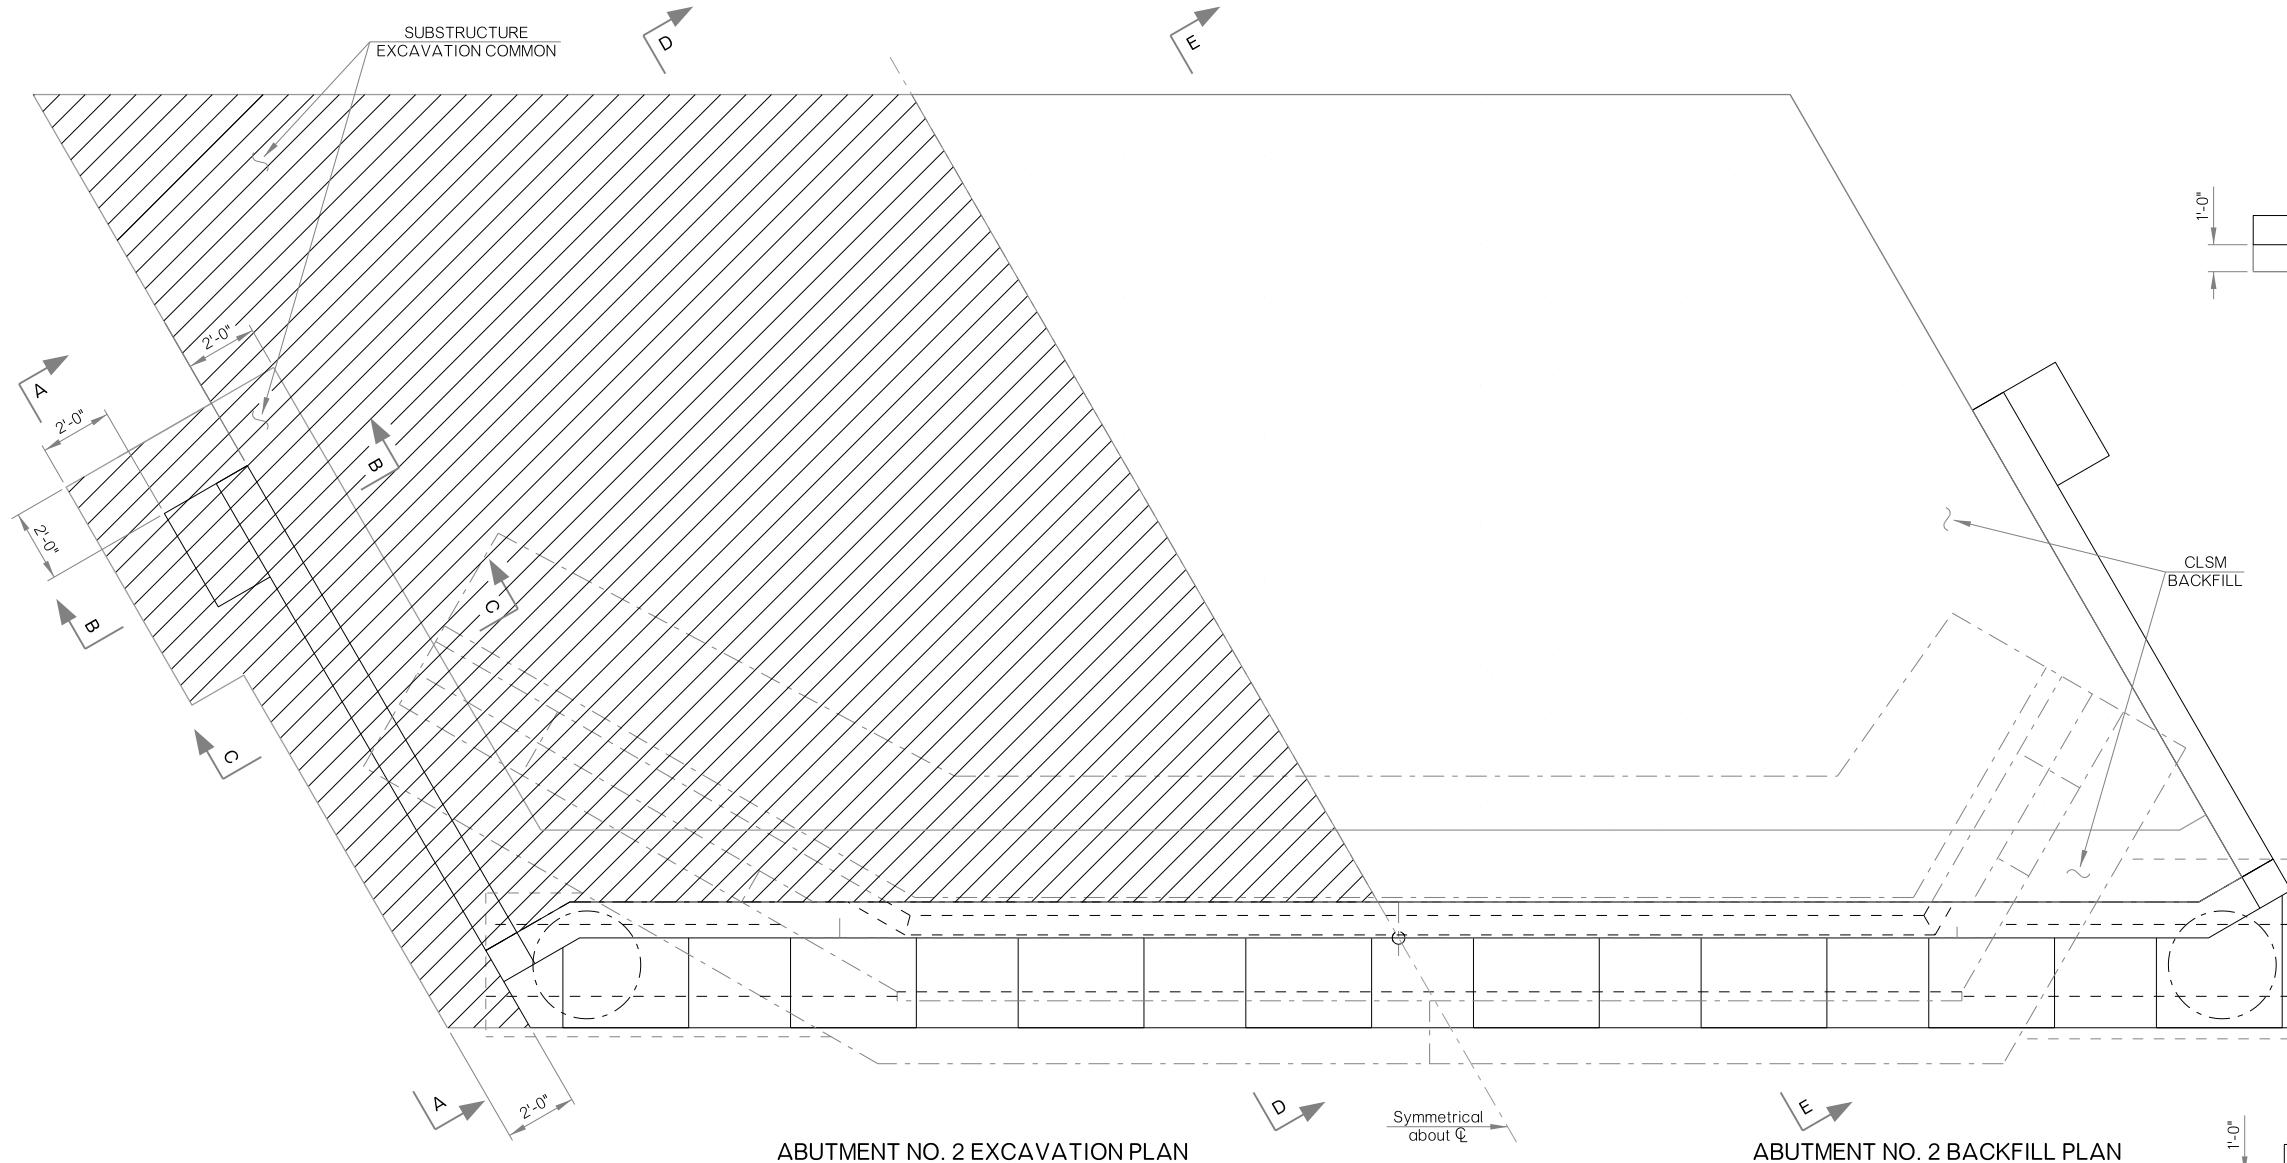 SUBSTRUCTURE
EXCAVATION COMMON
D
E
1'-0"
2'-0"
A
2'-0"
B
2'-0"
C
B
CLSM
BACKFILL
C
A
2'-0"
D
Symmetrical
about ℄
E
1'-0"
ABUTMENT NO. 2 EXCAVATION PLAN
ABUTMENT NO. 2 BACKFILL PLAN